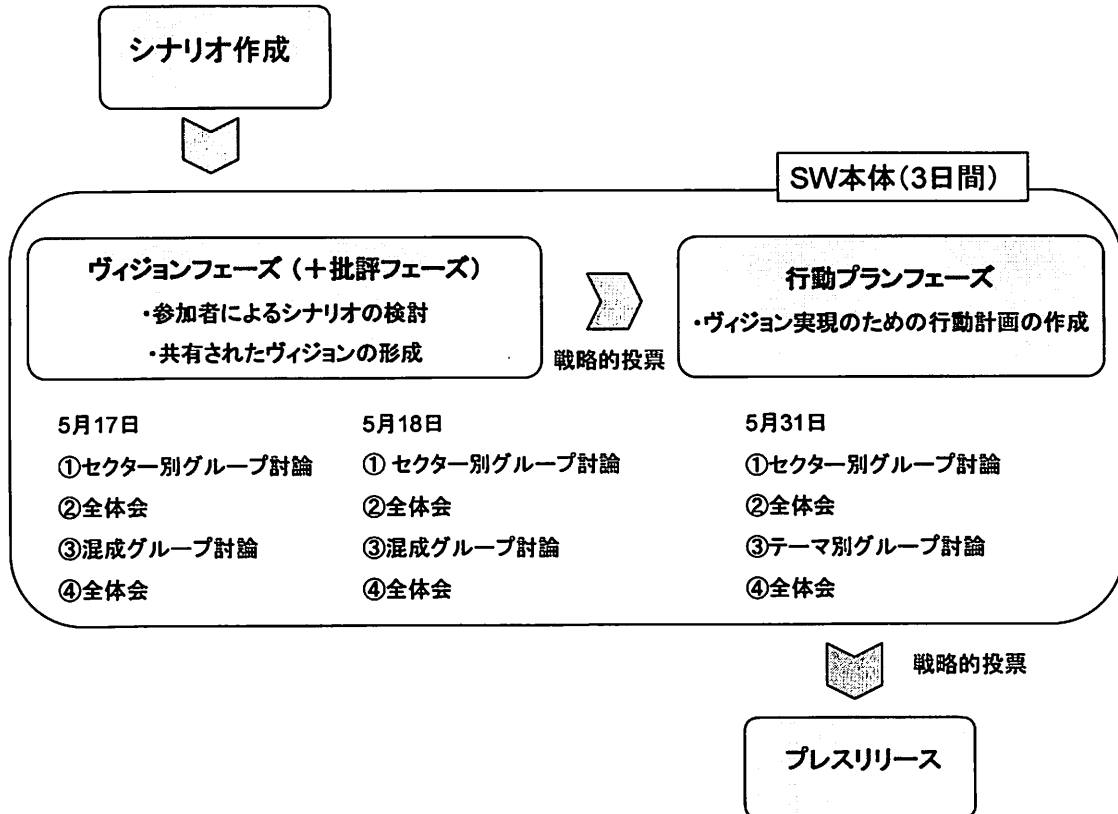 シナリオ作成
SW本体(3日間)
ヴィジョンフェーズ(+批評フェーズ)
・参加者によるシナリオの検討
・共有されたヴィジョンの形成
戦略的投票
行動プランフェーズ
・ヴィジョン実現のための行動計画の作成
5月17日
①セクター別グループ討論
②全体会
③混成グループ討論
④全体会
5月18日
① セクター別グループ討論
②全体会
③混成グループ討論
④全体会
5月31日
①セクター別グループ討論
②全体会
③テーマ別グループ討論
④全体会
戦略的投票
プレスリリース